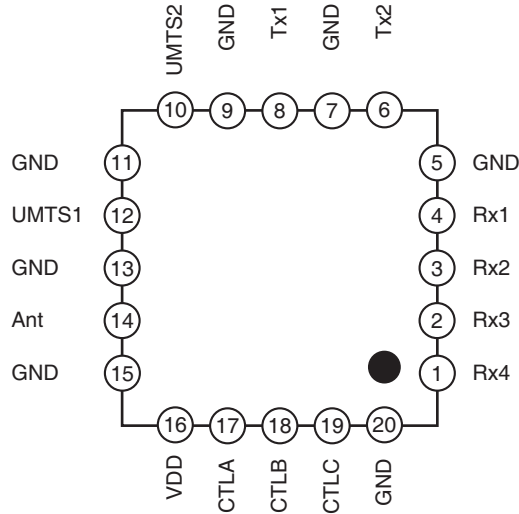 UMTS2
GND
Tx1
GND
Tx2
10
9
8
7
6
GND
11
5
GND
UMTS1
12
4
Rx1
GND
13
3
Rx2
Ant
14
2
Rx3
GND
15
1
Rx4
16
17
18
19
20
VDD
CTLA
CTLB
CTLC
GND